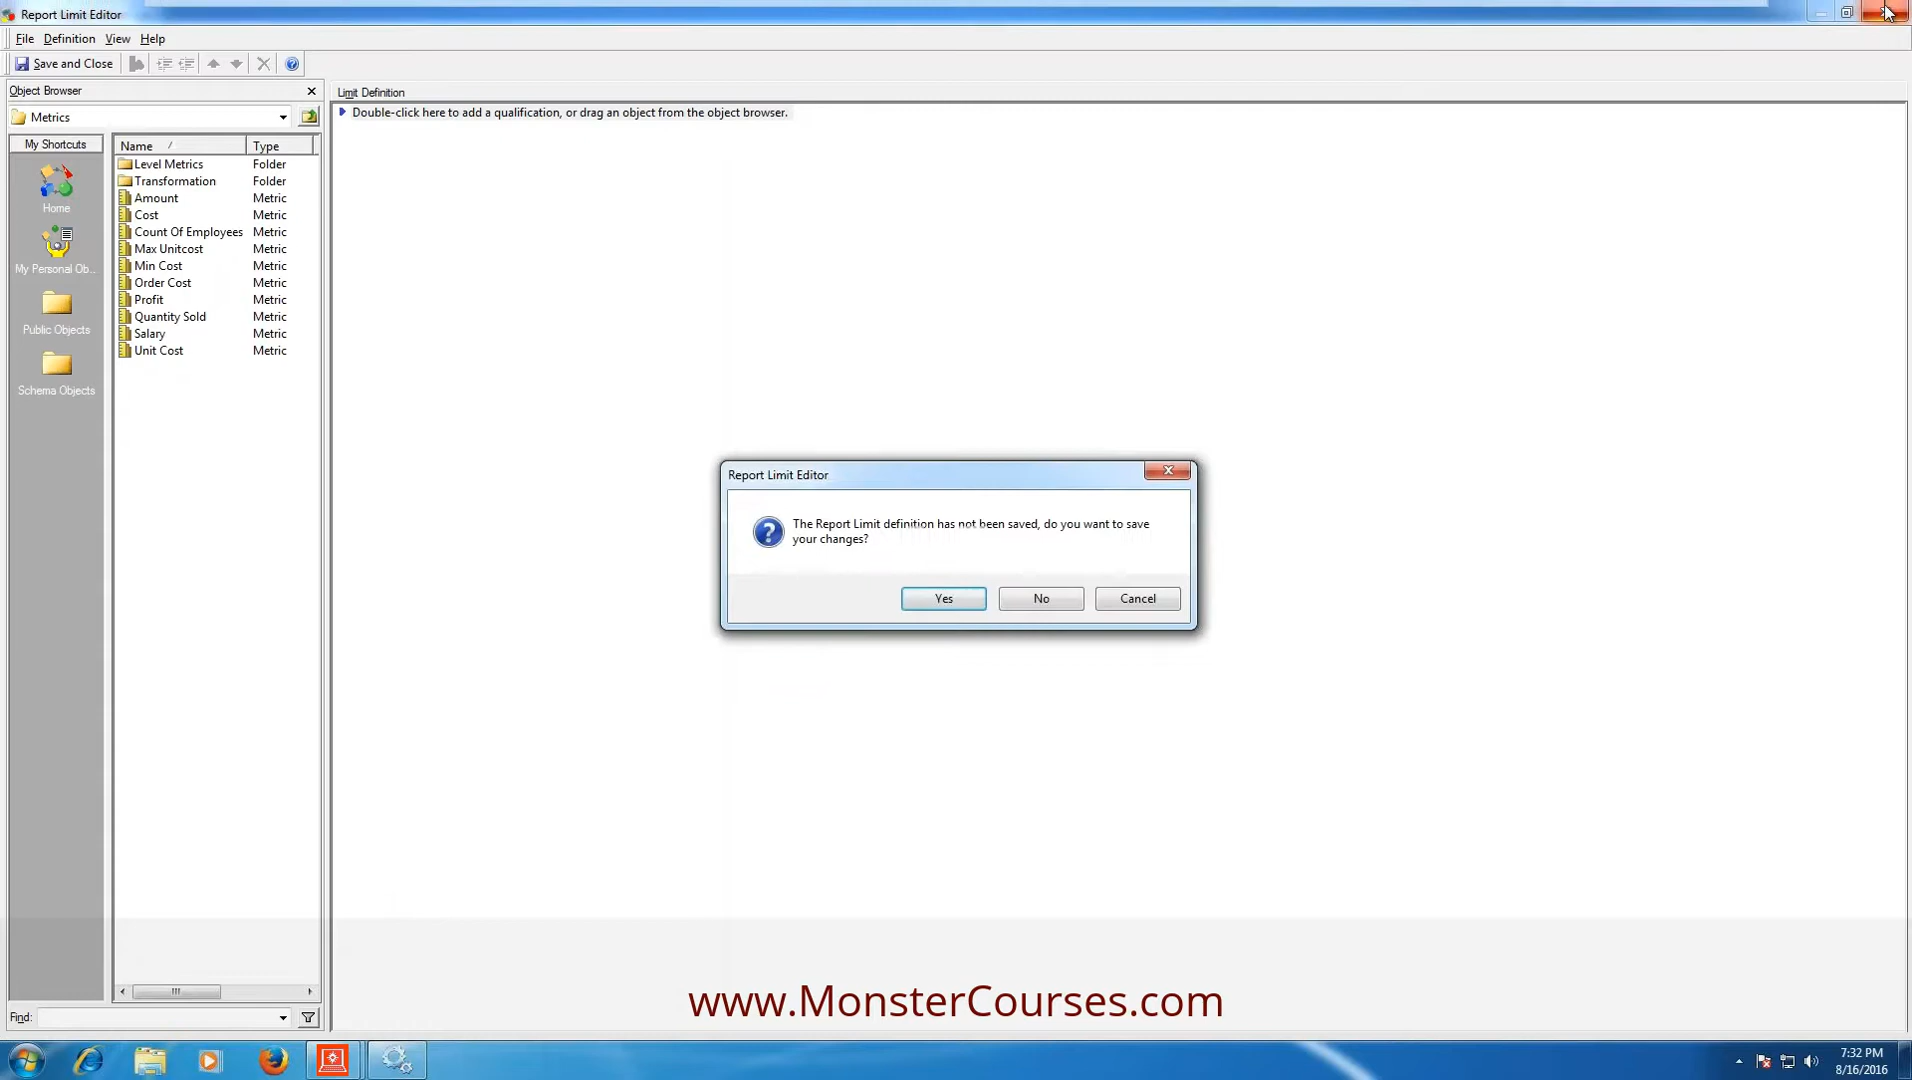 Report Limit Editor
File Definition View Help
Save and Close
Object Browser
Limit Definition
Metrics
Double-click here to add a qualification, or drag an object from the object browser.
My Shortcuts
Name Type
Level Metrics Folder
Transformation Folder
Amount Metric
Cost Metric
Count Of Employees Metric
Max Unitcost Metric
Min Cost Metric
Order Cost Metric
Profit Metric
Quantity Sold Metric
Salary Metric
Unit Cost Metric
Home
My Personal Ob...
Public Objects
Schema Objects
Report Limit Editor
The Report Limit definition has not been saved, do you want to save
your changes?
Yes No Cancel
www.MonsterCourses.com
Find:
7:32 PM
8/16/2016